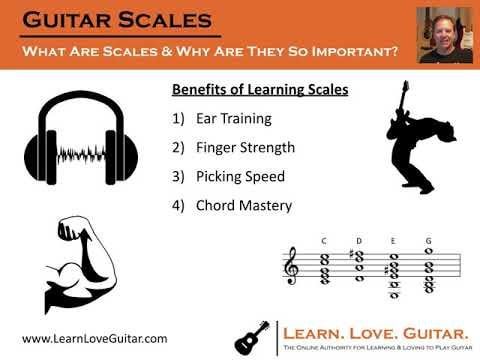 GUITAR SCALES
WHAT ARE SCALES & WHY ARE THEY SO IMPORTANT?
Benefits of Learning Scales
1) Ear Training
2) Finger Strength
3) Picking Speed
4) Chord Mastery
C D E G
www.LearnLoveGuitar.com
LEARN. LOVE. GUITAR.
THE ONLINE AUTHORITY FOR LEARNING & LOVING TO PLAY GUITAR